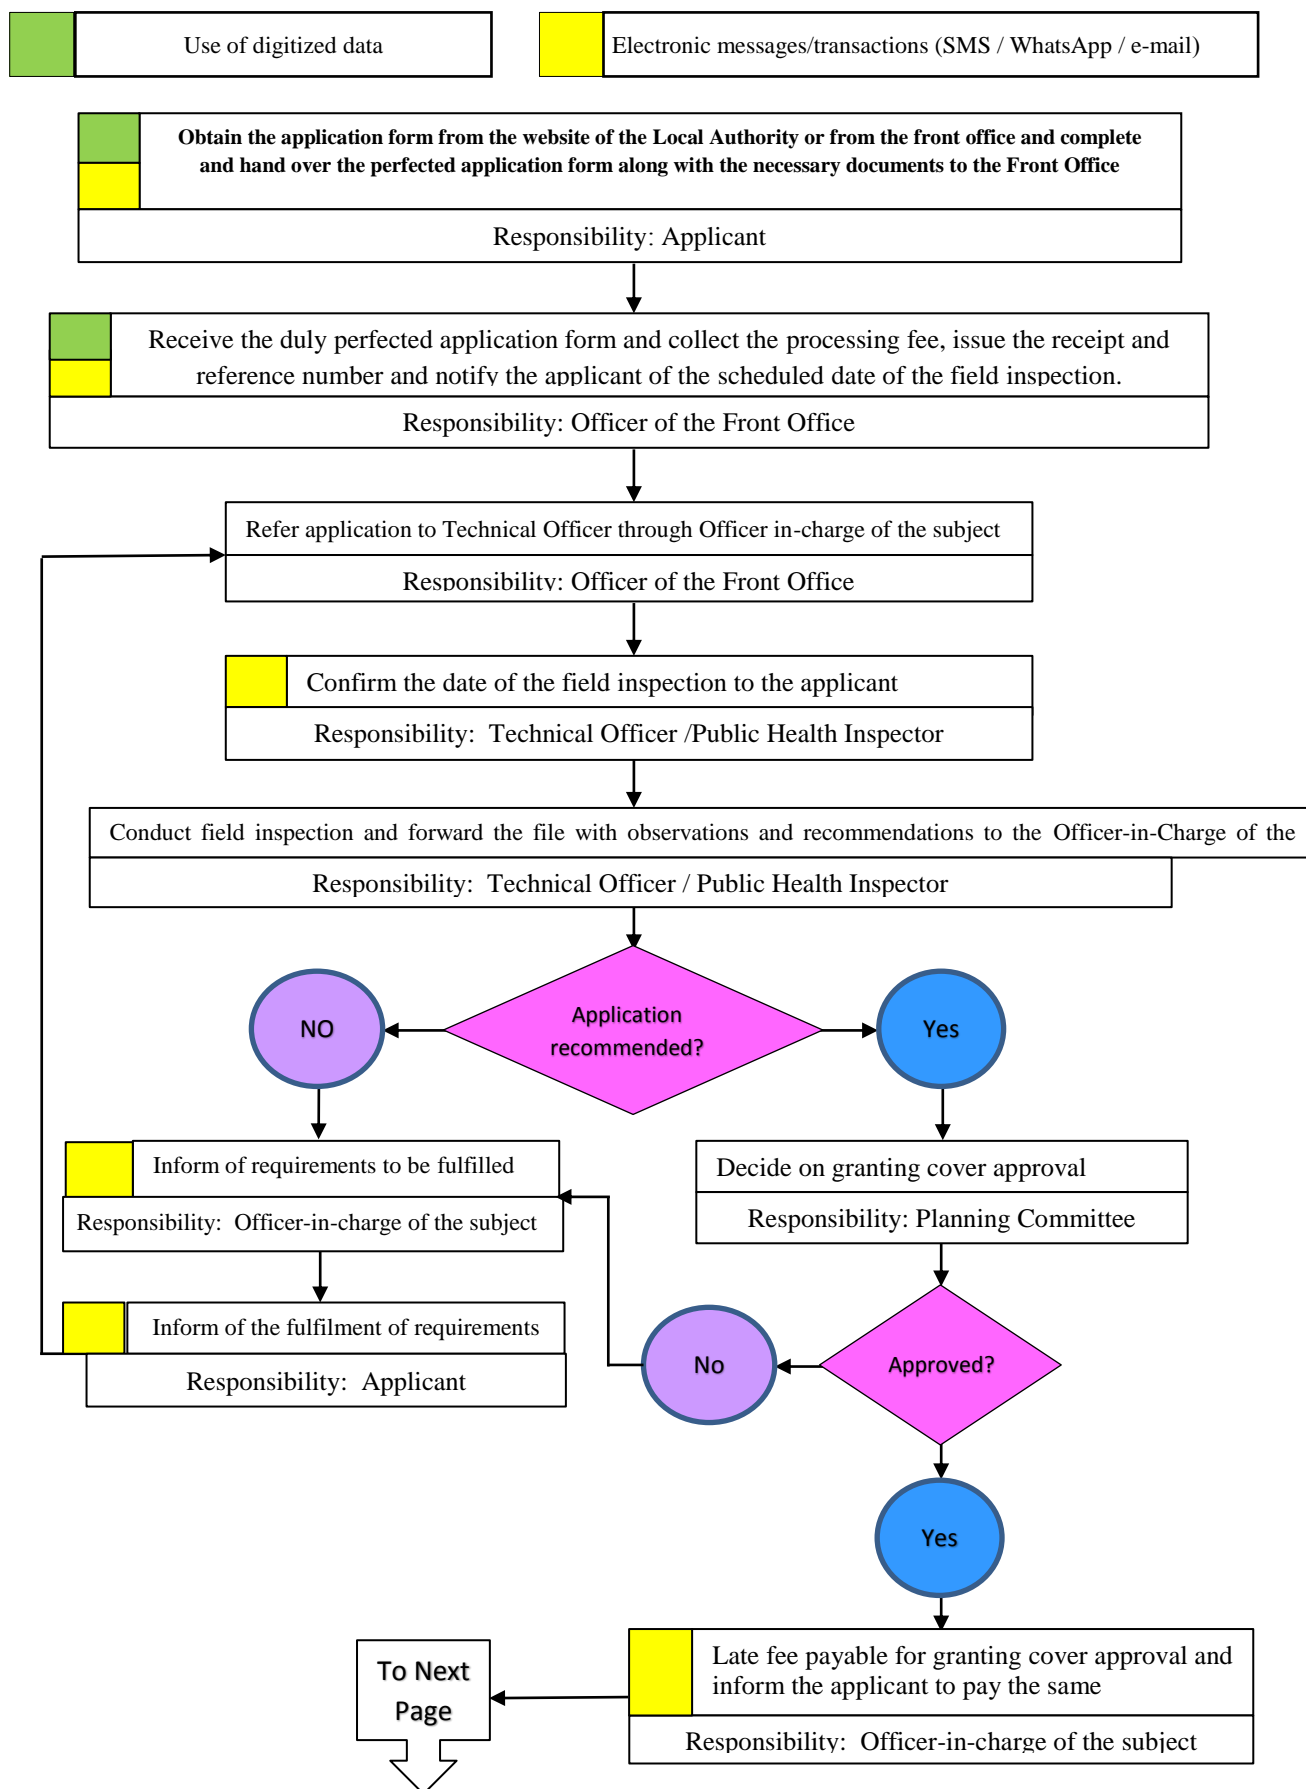 Use of digitized data
Electronic messages/transactions (SMS / WhatsApp / e-mail)
Obtain the application form from the website of the Local Authority or from the front office and complete
and hand over the perfected application form along with the necessary documents to the Front Office
Responsibility: Applicant
Receive the duly perfected application form and collect the processing fee, issue the receipt and
reference number and notify the applicant of the scheduled date of the field inspection.
Responsibility: Officer of the Front Office
Refer application to Technical Officer through Officer in-charge of the subject
Responsibility: Officer of the Front Office
Confirm the date of the field inspection to the applicant
Responsibility: Technical Officer /Public Health Inspector
Conduct field inspection and forward the file with observations and recommendations to the Officer-in-Charge of the
Responsibility: Technical Officer / Public Health Inspector
NO
Application
recommended?
Yes
Inform of requirements to be fulfilled
Responsibility: Officer-in-charge of the subject
Decide on granting cover approval
Responsibility: Planning Committee
Inform of the fulfilment of requirements
Responsibility: Applicant
No
Approved?
Yes
To Next
Page
Late fee payable for granting cover approval and
inform the applicant to pay the same
Responsibility: Officer-in-charge of the subject